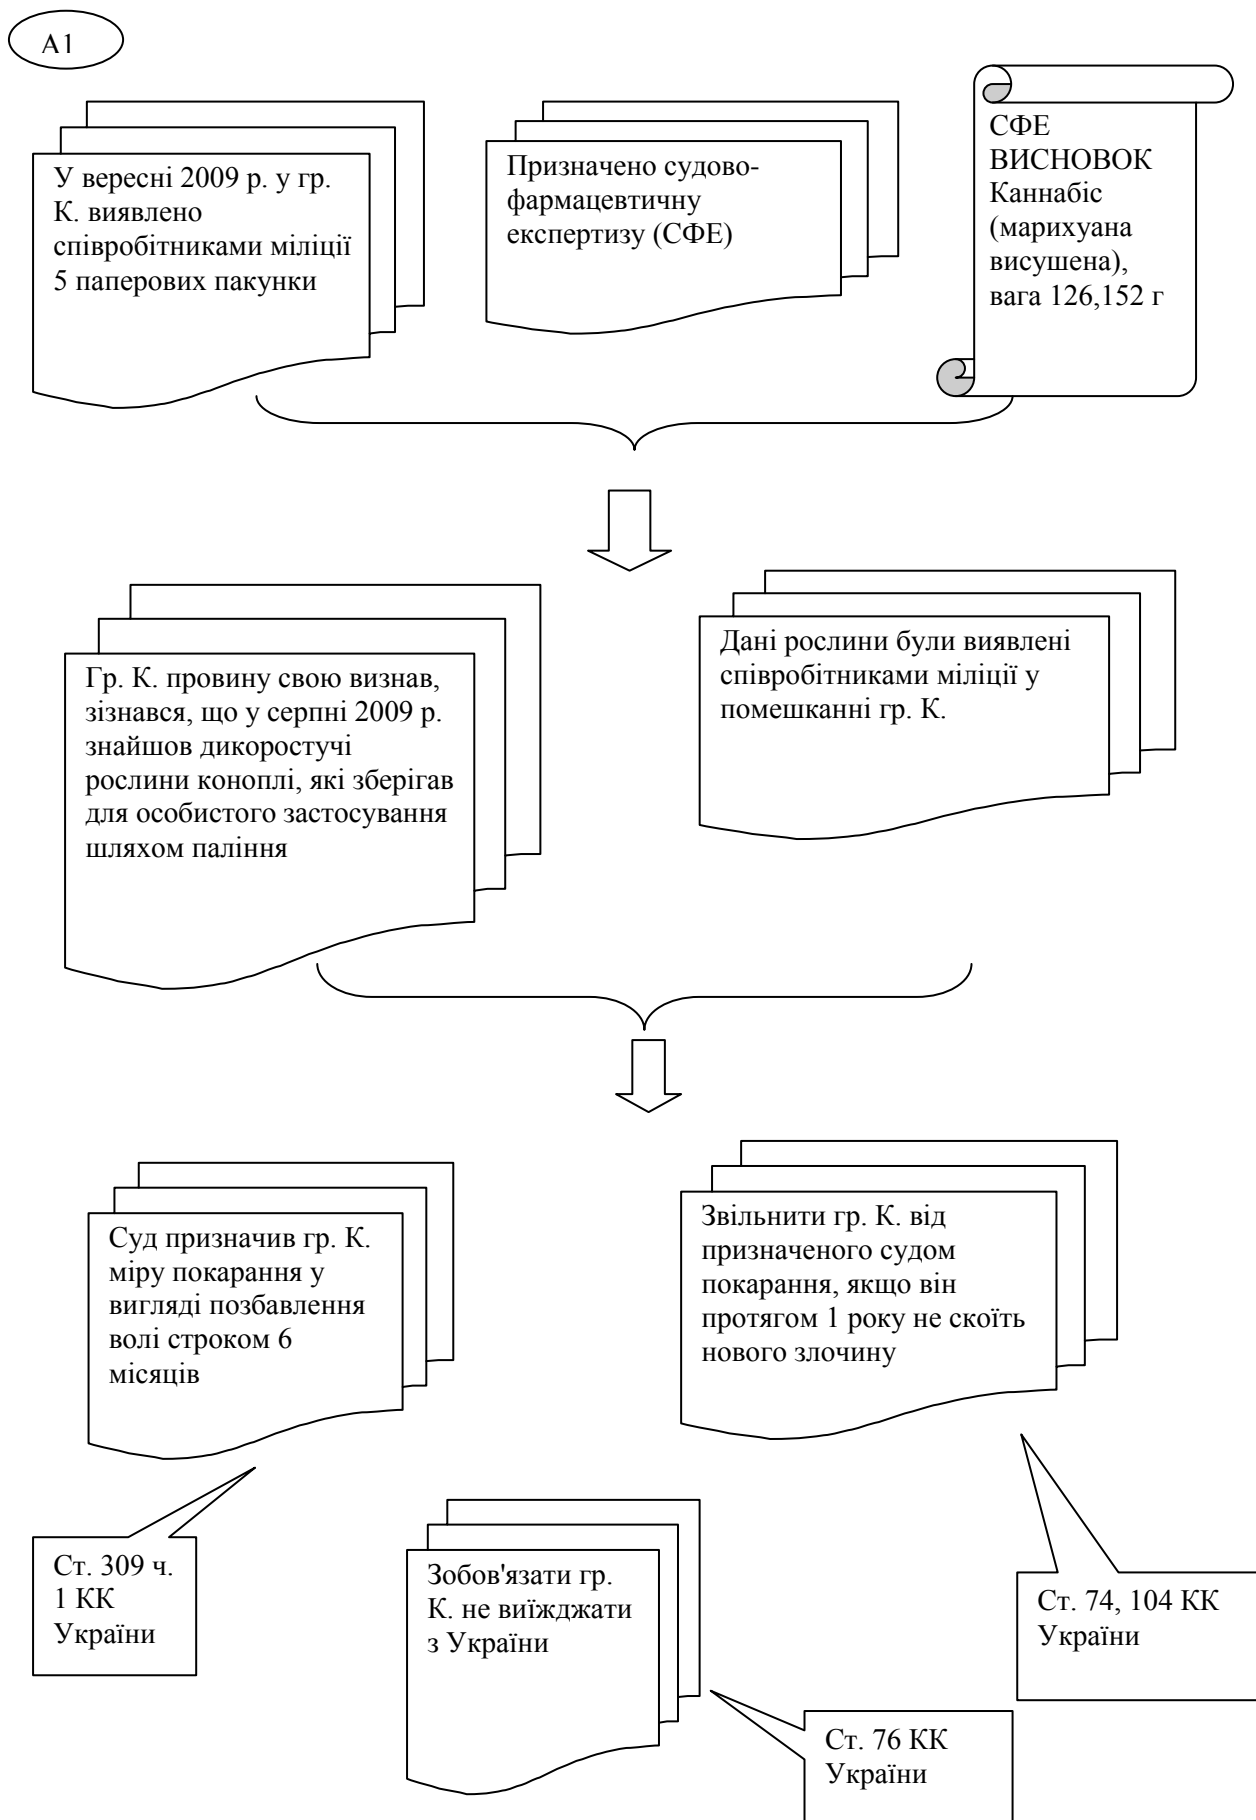 А1
У вересні 2009 р. у гр.
К. виявлено
співробітниками міліції
5 паперових пакунки
Призначено судово-
фармацевтичну
експертизу (СФЕ)
СФЕ
ВИСНОВОК
Каннабіс
(марихуана
висушена),
вага 126,152 г
Гр. К. провину свою визнав,
зізнався, що у серпні 2009 р.
знайшов дикоростучі
рослини коноплі, які зберігав
для особистого застосування
шляхом паління
Дані рослини були виявлені
співробітниками міліції у
помешканні гр. К.
Суд призначив гр. К.
міру покарання у
вигляді позбавлення
волі строком 6
місяців
Звільнити гр. К. від
призначеного судом
покарання, якщо він
протягом 1 року не скоїть
нового злочину
Ст. 309 ч.
1 КК
України
Зобов'язати гр.
К. не виїжджати
з України
Ст. 74, 104 КК
України
Ст. 76 КК
України